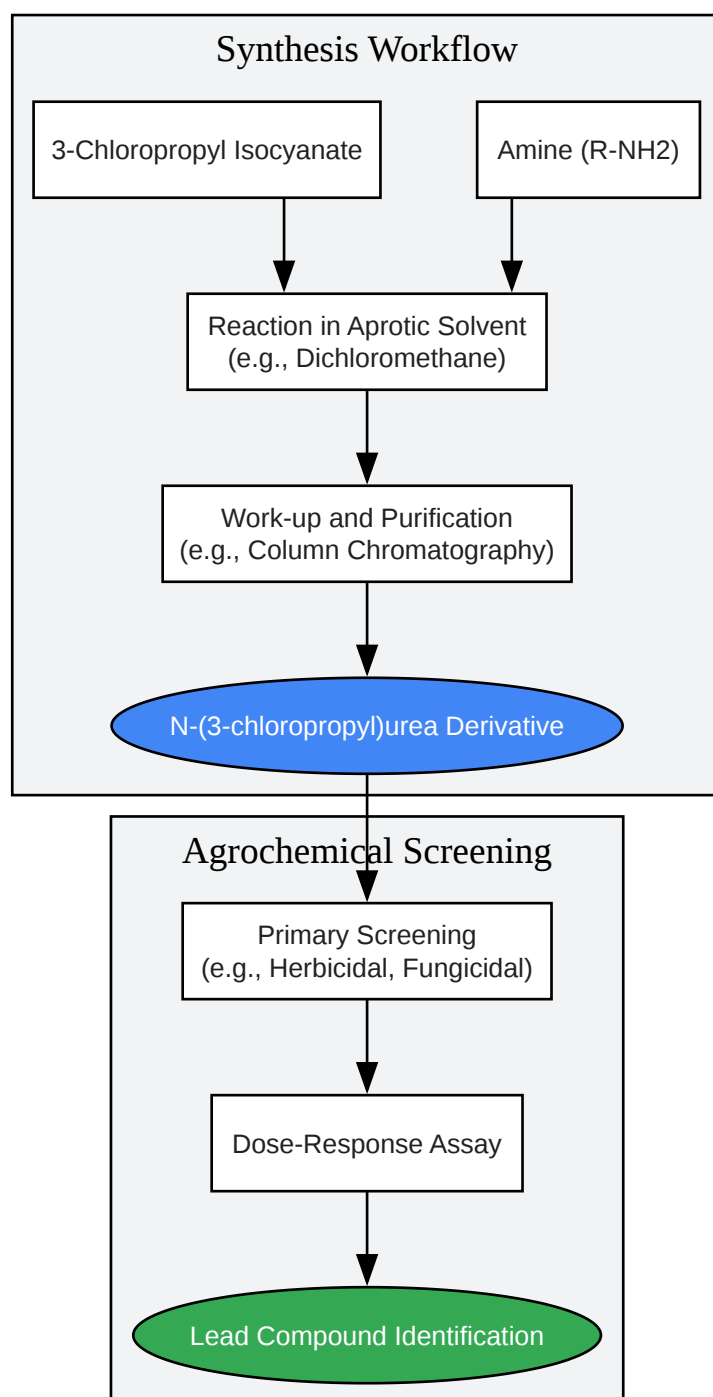 Synthesis Workflow
3-Chloropropyl Isocyanate
Amine (R-NH2)
Reaction in Aprotic Solvent
(e.g., Dichloromethane)
Work-up and Purification
(e.g., Column Chromatography)
N-(3-chloropropyl)urea Derivative
Agrochemical Screening
Primary Screening
(e.g., Herbicidal, Fungicidal)
Dose-Response Assay
Lead Compound Identification